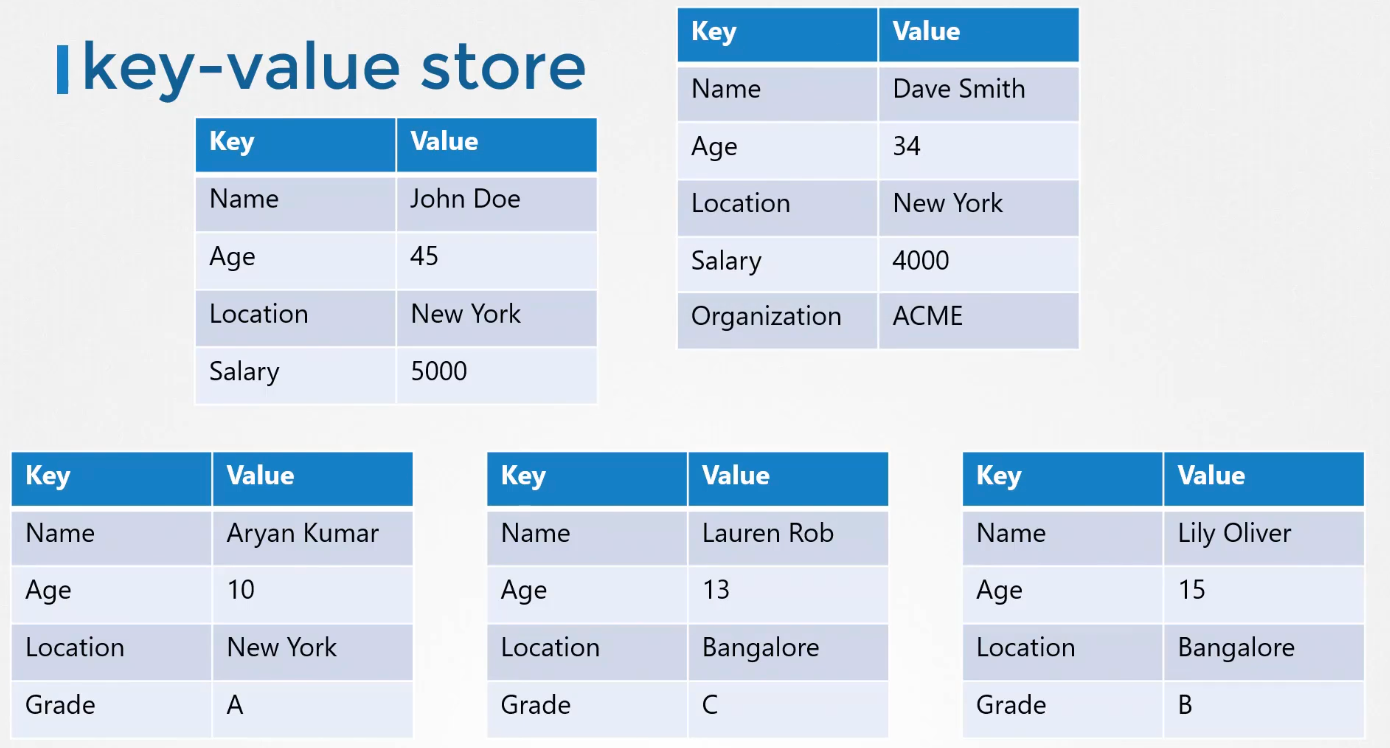 key-value store
Key Value
Name John Doe
Age 45
Location New York
Salary 5000
Key Value
Name Dave Smith
Age 34
Location New York
Salary 4000
Organization ACME
Key Value
Name Aryan Kumar
Age 10
Location New York
Grade A
Key Value
Name Lauren Rob
Age 13
Location Bangalore
Grade C
Key Value
Name Lily Oliver
Age 15
Location Bangalore
Grade B